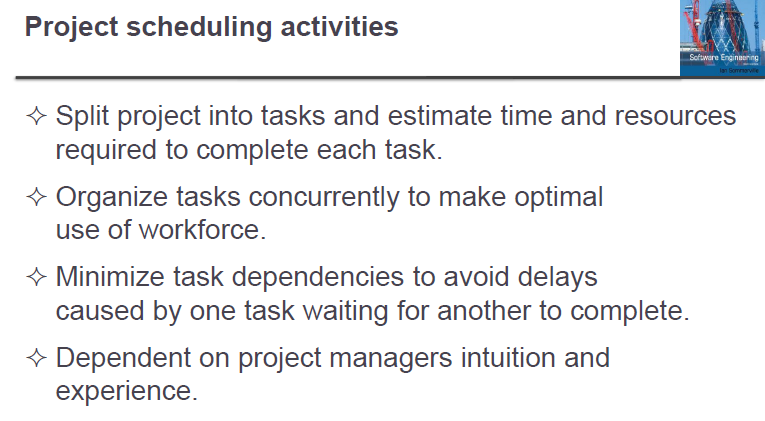 Project scheduling activities
Software Engineering
Ian Sommerville
✧ Split project into tasks and estimate time and resources
required to complete each task.
✧ Organize tasks concurrently to make optimal
use of workforce.
✧ Minimize task dependencies to avoid delays
caused by one task waiting for another to complete.
✧ Dependent on project managers intuition and
experience.